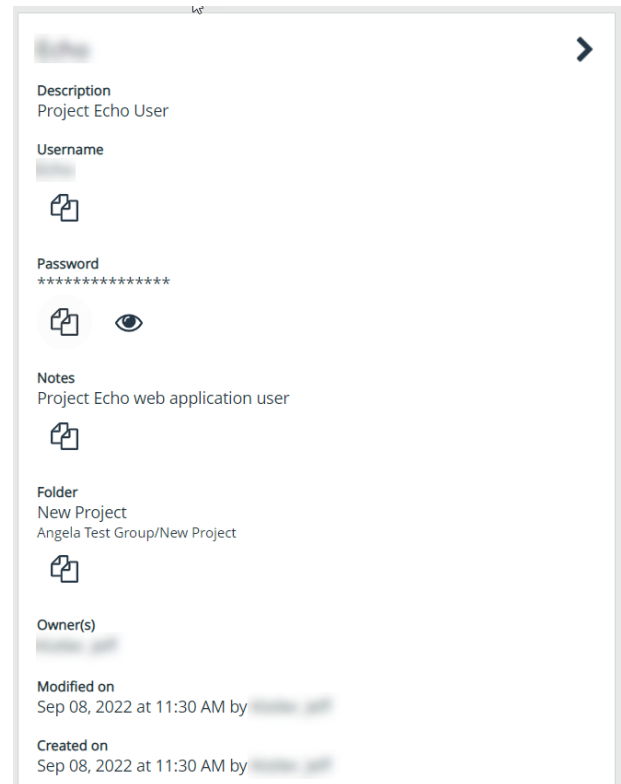 Description
Project Echo User
Username
Password
***************
Notes
Project Echo web application user
Folder
New Project
Angela Test Group/New Project
Owner(s)
Modified on
Sep 08, 2022 at 11:30 AM by
Created on
Sep 08, 2022 at 11:30 AM by